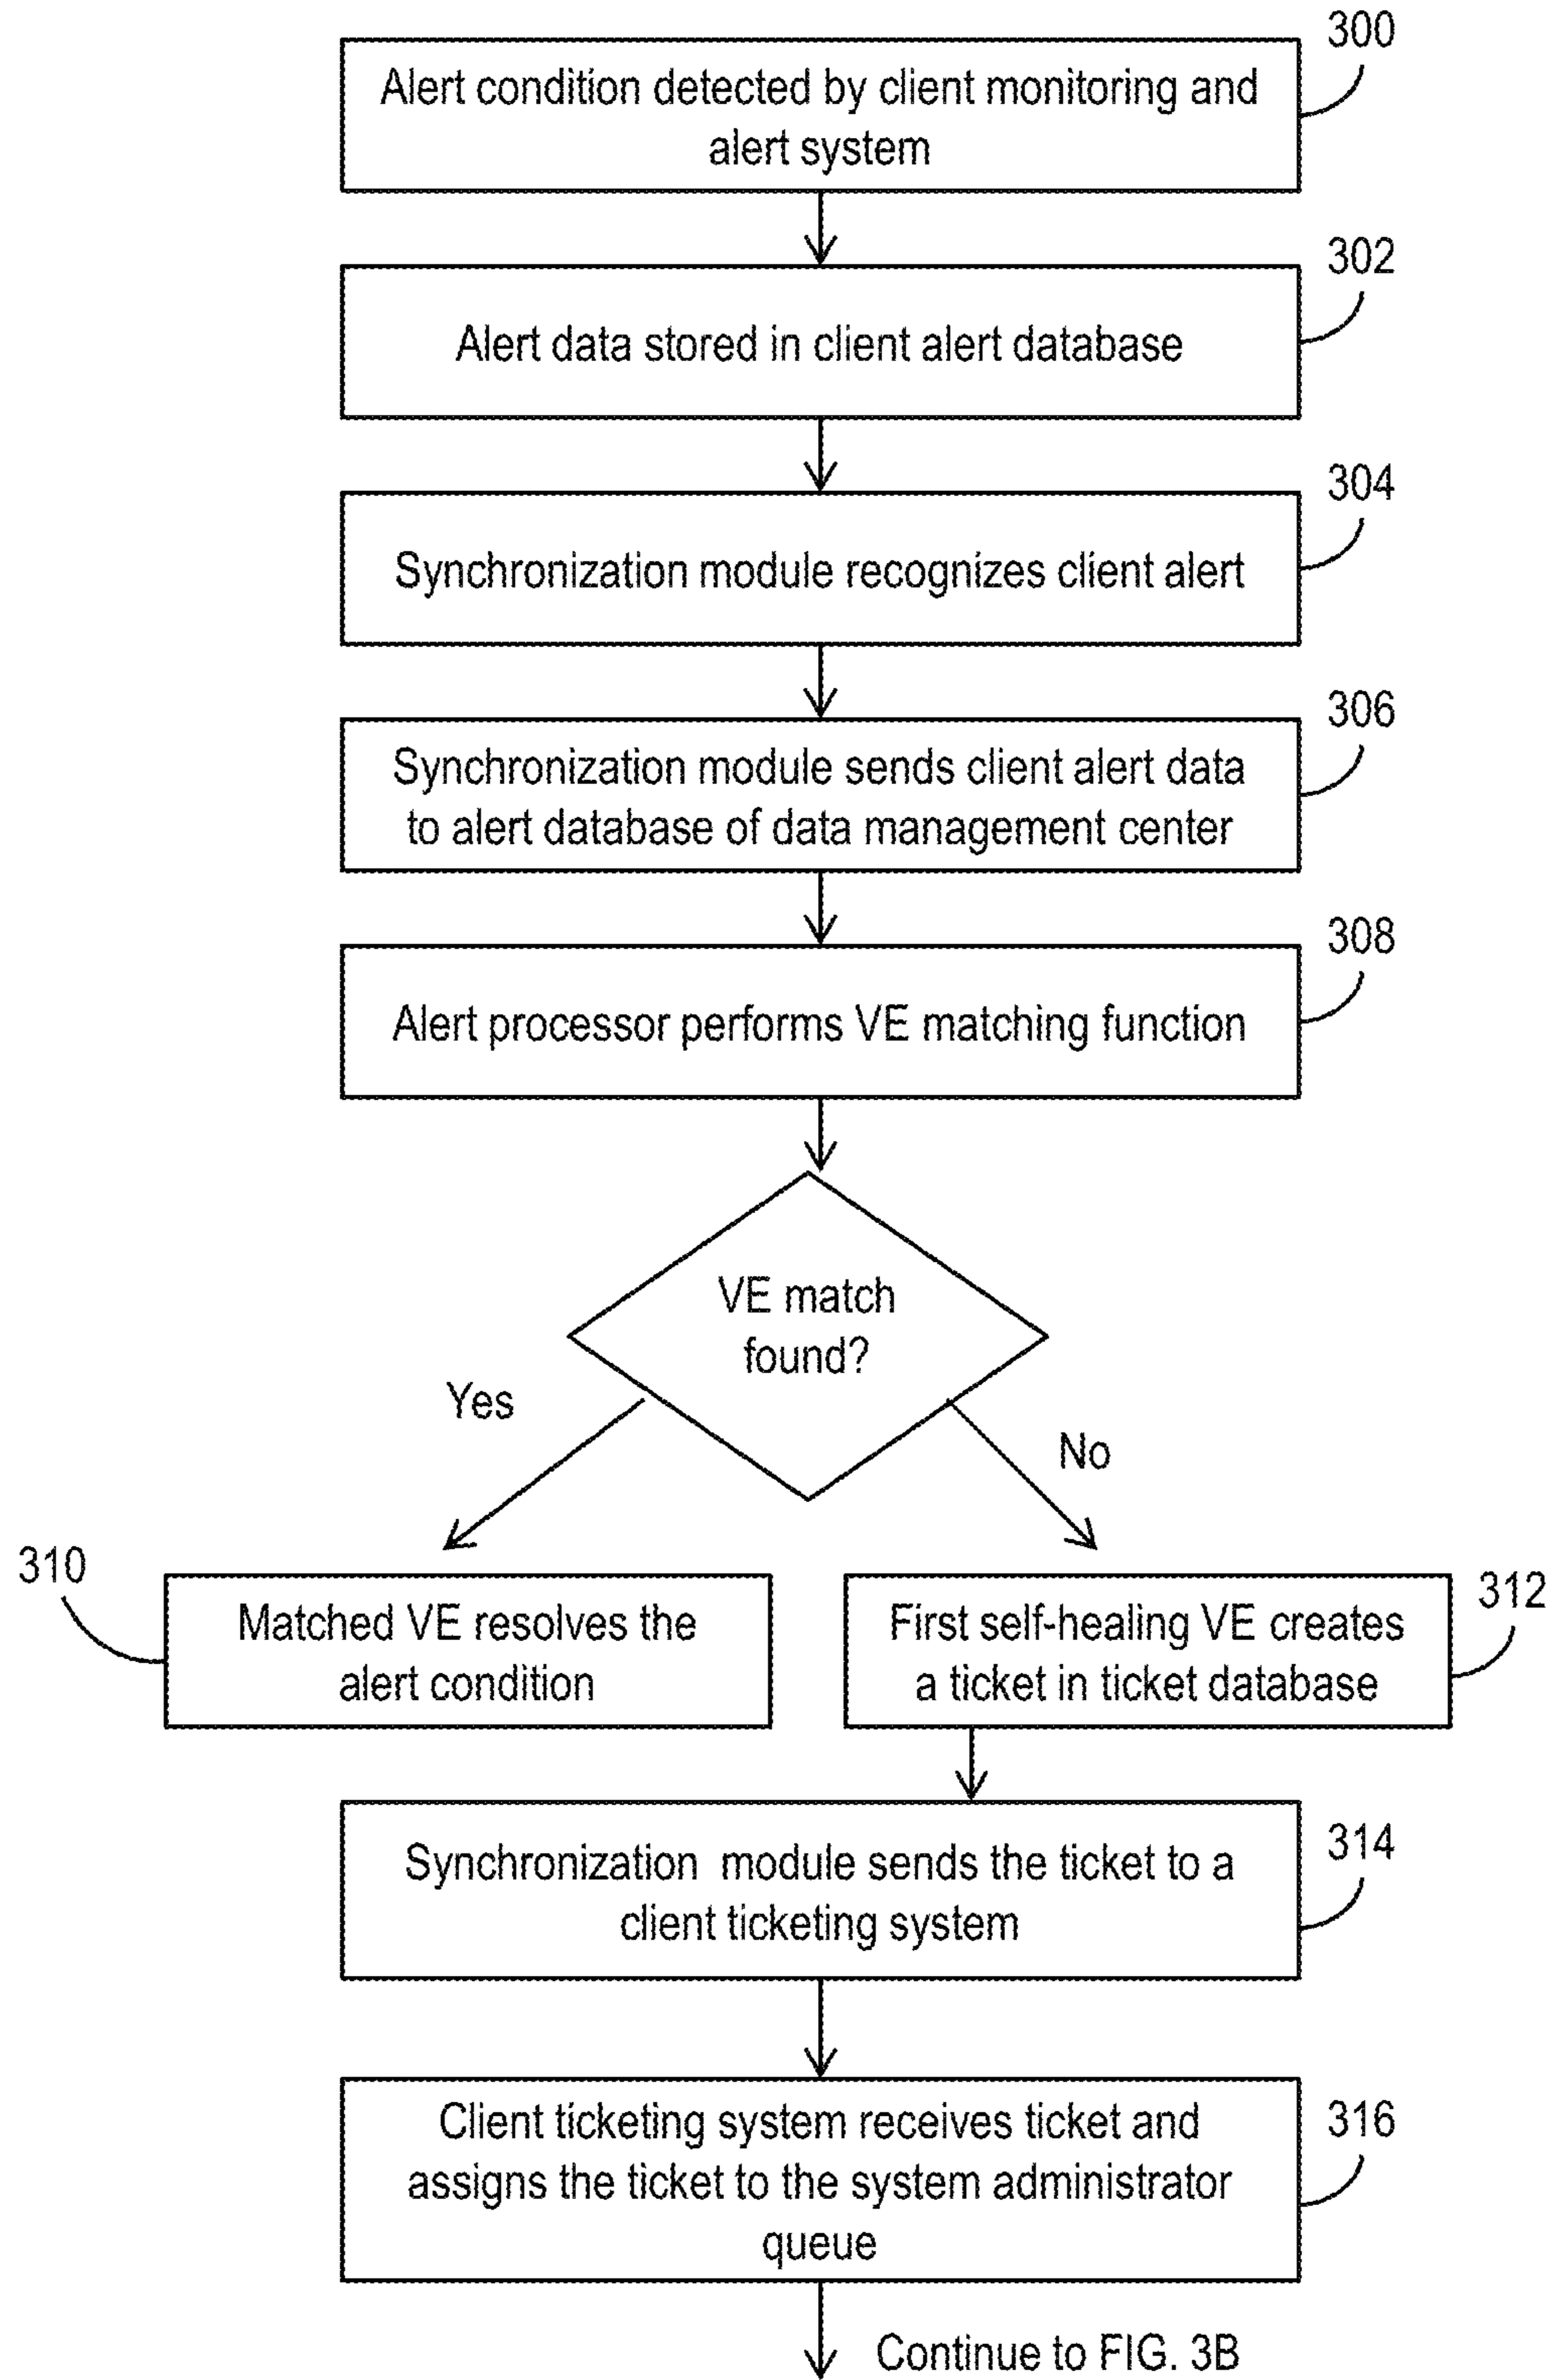 300
Alert condition detected by client monitoring and
alert system
302
Alert data stored in client alert database
304
Synchronization module recognizes client alert
306
Synchronization module sends client alert data
to alert database of data management center
308
Alert processor performs VE matching function
VE match
found?
Yes
No
310
Matched VE resolves the
alert condition
312
First self-healing VE creates
a ticket in ticket database
314
Synchronization module sends the ticket to a
client ticketing system
316
Client ticketing system receives ticket and
assigns the ticket to the system administrator
queue
Continue to FIG. 3B